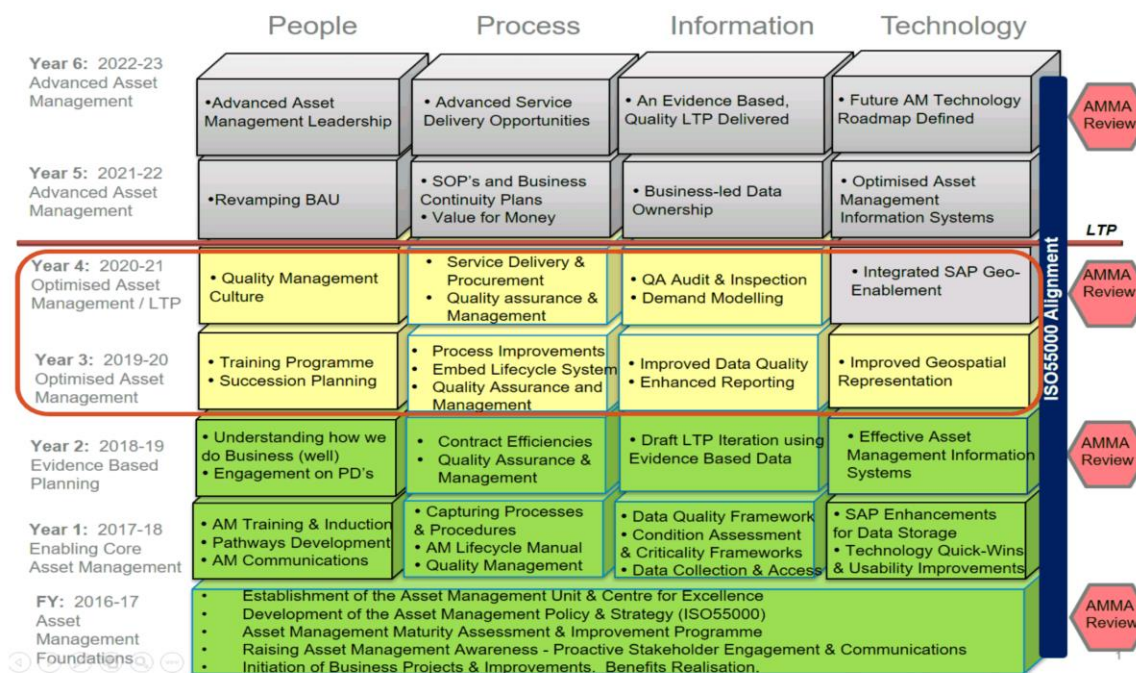 People
Process
Information
Technology
Year 6: 2022-23
Advanced Asset
Management
•Advanced Asset
Management Leadership
• Advanced Service
Delivery Opportunities
• An Evidence Based,
Quality LTP Delivered
• Future AM Technology
Roadmap Defined
AMMA
Review
Year 5: 2021-22
Advanced Asset
Management
•Revamping BAU
• SOP's and Business
Continuity Plans
• Value for Money
• Business-led Data
Ownership
• Optimised Asset
Management
Information Systems
LTP
Year 4: 2020-21
Optimised Asset
Management / LTP
• Quality Management
Culture
• Service Delivery &
Procurement
• Quality assurance &
Management
• QA Audit & Inspection
• Demand Modelling
• Integrated SAP Geo-
Enablement
AMMA
Review
Year 3: 2019-20
Optimised Asset
Management
• Training Programme
• Succession Planning
• Process Improvements
• Embed Lifecycle System
• Quality Assurance and
Management
• Improved Data Quality
• Enhanced Reporting
• Improved Geospatial
Representation
ISO55000 Alignment
Year 2: 2018-19
Evidence Based
Planning
• Understanding how we
do Business (well)
• Engagement on PD's
• Contract Efficiencies
• Quality Assurance &
Management
• Draft LTP Iteration using
Evidence Based Data
• Effective Asset
Management Information
Systems
AMMA
Review
Year 1: 2017-18
Enabling Core
Asset Management
• AM Training & Induction
• Pathways Development
• AM Communications
• Capturing Processes
& Procedures
• AM Lifecycle Manual
• Quality Management
• Data Quality Framework
• Condition Assessment
& Criticality Frameworks
• Data Collection & Access
• SAP Enhancements
for Data Storage
• Technology Quick-Wins
& Usability Improvements
FY: 2016-17
Asset
Management
Foundations
• Establishment of the Asset Management Unit & Centre for Excellence
• Development of the Asset Management Policy & Strategy (ISO55000)
• Asset Management Maturity Assessment & Improvement Programme
• Raising Asset Management Awareness - Proactive Stakeholder Engagement & Communications
• Initiation of Business Projects & Improvements. Benefits Realisation.
AMMA
Review
1